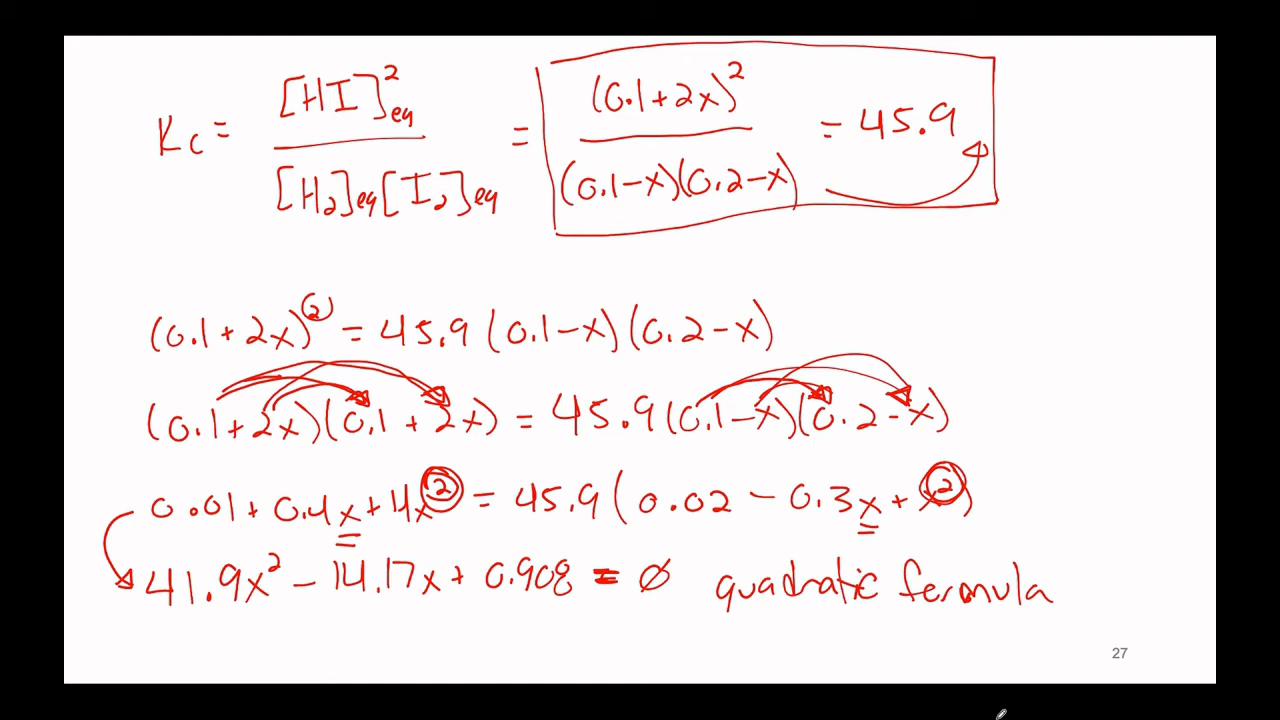 Kc = [HI]²eq / [H₂]eq[I₂]eq = (0.1+2x)² / (0.1-x)(0.2-x) = 45.9
(0.1+2x)² = 45.9(0.1-x)(0.2-x)
(0.1+2x)(0.1+2x) = 45.9(0.1-x)(0.2-x)
0.01+0.4x+4x² = 45.9(0.02 - 0.3x + x²)
41.9x² - 14.17x + 0.908 = ∅ quadratic formula
27